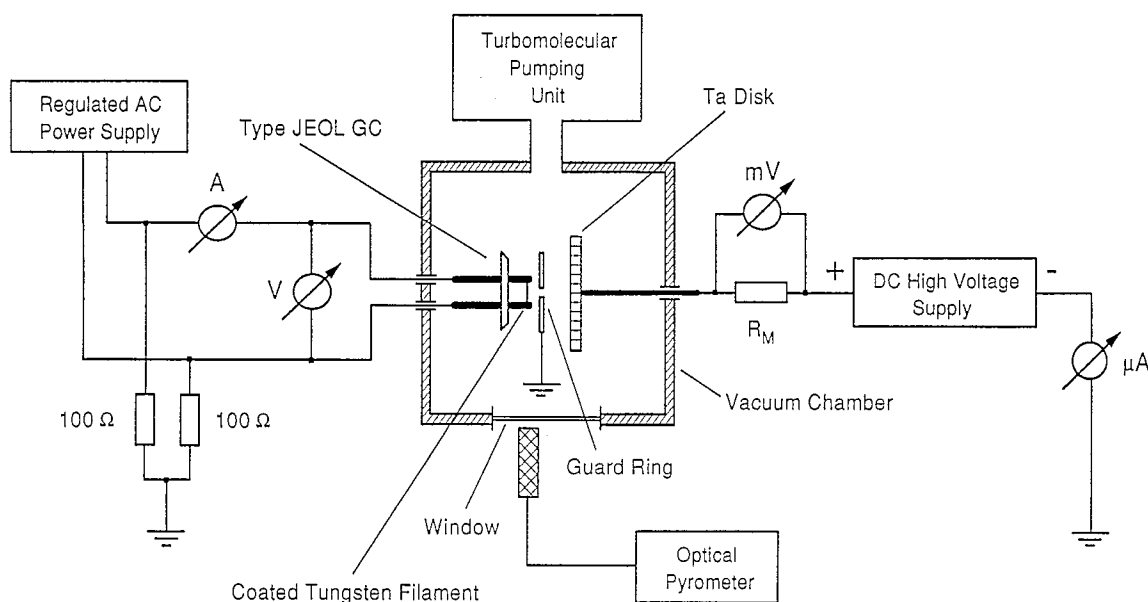 Turbomolecular
Pumping
Unit
Regulated AC
Power Supply
Type JEOL GC
Ta Disk
A
V
mV
+
-
DC High Voltage
Supply
R_M
μA
100 Ω
100 Ω
Vacuum Chamber
Guard Ring
Window
Optical
Pyrometer
Coated Tungsten Filament